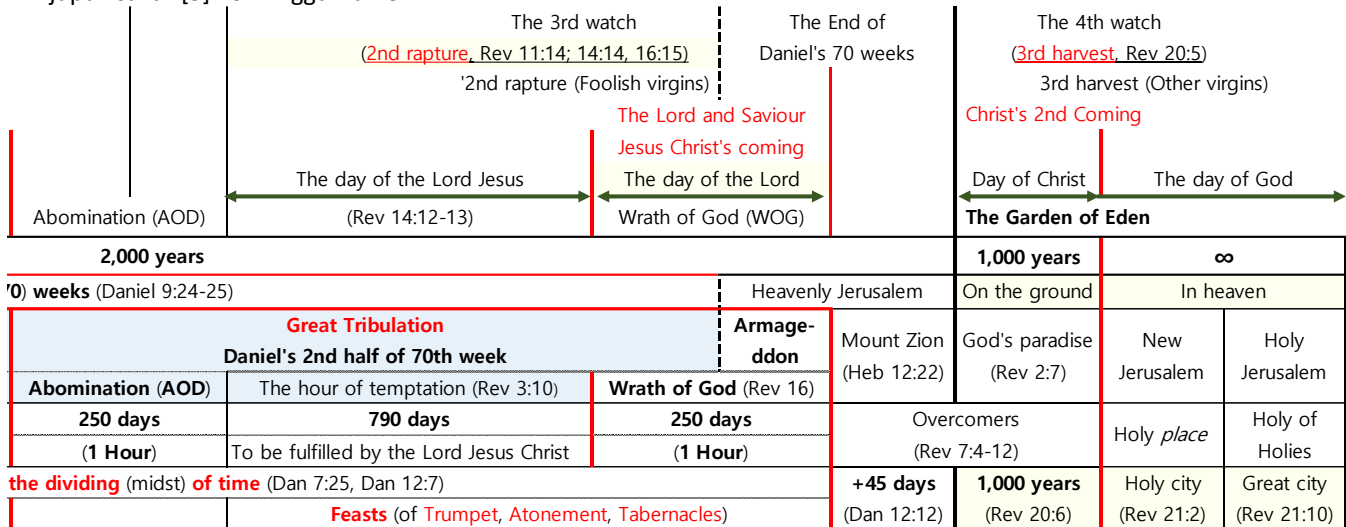 The 3rd watch
The End of
The 4th watch
(2nd rapture, Rev 11:14; 14:14, 16:15)
Daniel's 70 weeks
(3rd harvest, Rev 20:5)
'2nd rapture (Foolish virgins)
3rd harvest (Other virgins)
The Lord and Saviour
Christ's 2nd Coming
Jesus Christ's coming
The day of the Lord Jesus
The day of the Lord
Day of Christ
The day of God
Abomination (AOD)
(Rev 14:12-13)
Wrath of God (WOG)
The Garden of Eden
2,000 years
1,000 years
∞
0) weeks (Daniel 9:24-25)
Heavenly Jerusalem
On the ground
In heaven
Great Tribulation
Daniel's 2nd half of 70th week
Armage-
ddon
Mount Zion
(Heb 12:22)
God's paradise
(Rev 2:7)
New
Jerusalem
Holy
Jerusalem
Abomination (AOD)
The hour of temptation (Rev 3:10)
Wrath of God (Rev 16)
250 days
790 days
250 days
Overcomers
(Rev 7:4-12)
Holy place
Holy of
Holies
(1 Hour)
To be fulfilled by the Lord Jesus Christ
(1 Hour)
the dividing (midst) of time (Dan 7:25, Dan 12:7)
+45 days
(Dan 12:12)
1,000 years
(Rev 20:6)
Holy city
(Rev 21:2)
Great city
(Rev 21:10)
Feasts (of Trumpet, Atonement, Tabernacles)